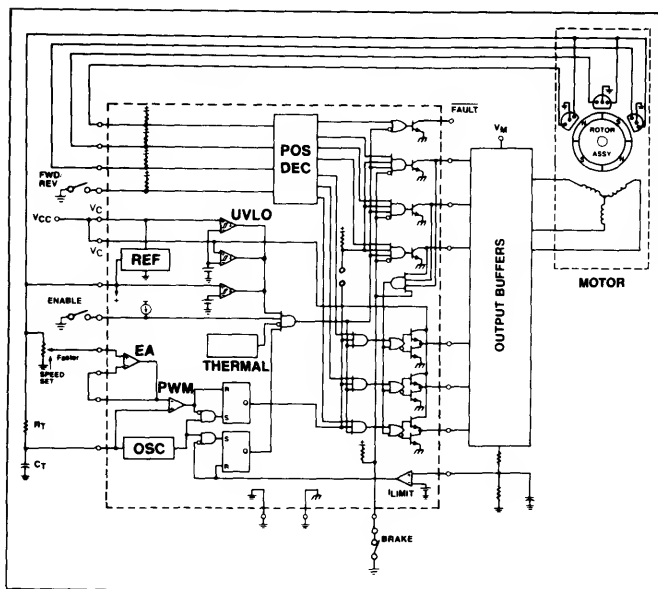 FAULT
VM
N
S
S
N
ROTOR
ASSY
POS
DEC
FWD.
REV
VC
UVLO
VCC
VC
REF
OUTPUT BUFFERS
MOTOR
ENABLE
THERMAL
EA
Faster
SPEED
SET
PWM
R
S
Q
RT
OSC
S
Q
R
CT
ILIMIT
BRAKE